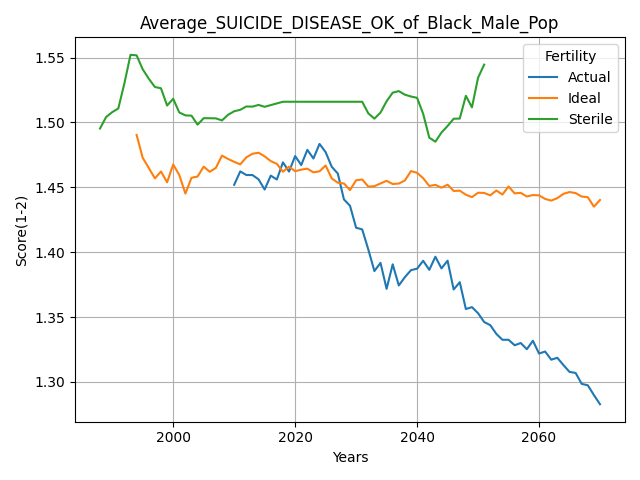 Average_SUICIDE_DISEASE_OK_of_Black_Male_Pop
Score(1-2)
1.55
1.50
1.45
1.40
1.35
1.30
Fertility
Actual
Ideal
Sterile
2000 2020 2040 2060
Years